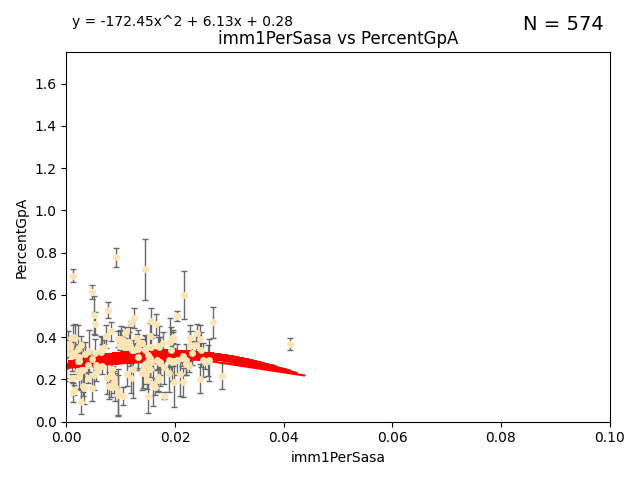 y = -172.45x^2 + 6.13x + 0.28
N = 574
imm1PerSasa vs PercentGpA
PercentGpA
1.6
1.4
1.2
1.0
0.8
0.6
0.4
0.2
0.0
0.00 0.02 0.04 0.06 0.08 0.10
imm1PerSasa